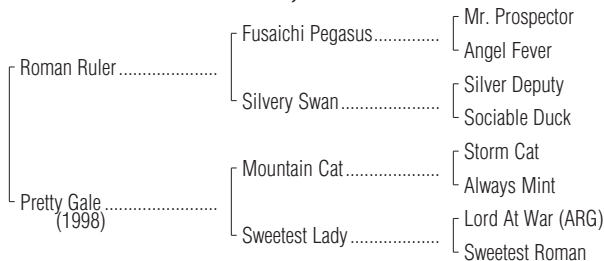 Mr. Prospector
Fusaichi Pegasus..............
Angel Fever
Roman Ruler .....................
Silver Deputy
Silvery Swan.....................
Sociable Duck
Storm Cat
Mountain Cat....................
Always Mint
Pretty Gale ........................
(1998)
Lord At War (ARG)
Sweetest Lady ...................
Sweetest Roman